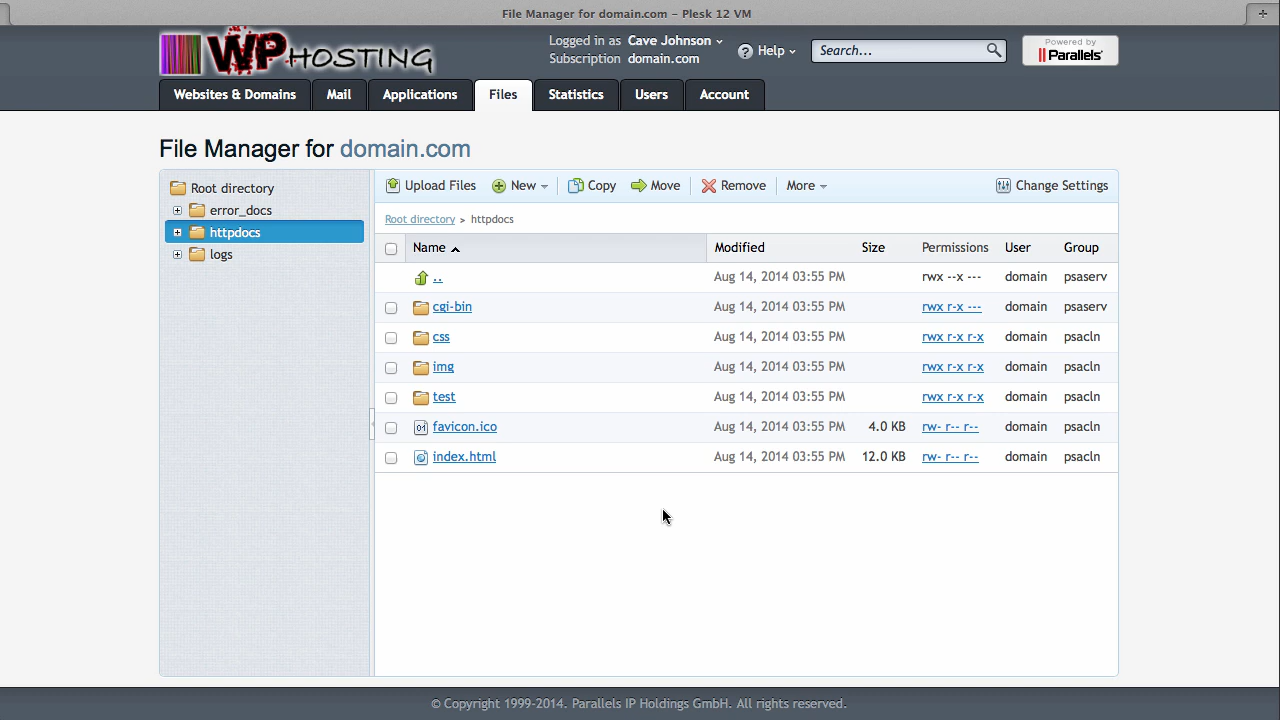 File Manager for domain.com – Plesk 12 VM
WP HOSTING
Logged in as Cave Johnson
Subscription domain.com
Help
Search...
Powered by
Parallels
Websites & Domains Mail Applications Files Statistics Users Account
File Manager for domain.com
Root directory
error_docs
httpdocs
logs
Upload Files New Copy Move Remove More Change Settings
Root directory > httpdocs
Name Modified Size Permissions User Group
.. Aug 14, 2014 03:55 PM rwx --x --- domain psaserv
cgi-bin Aug 14, 2014 03:55 PM rwx r-x --- domain psaserv
css Aug 14, 2014 03:55 PM rwx r-x r-x domain psacln
img Aug 14, 2014 03:55 PM rwx r-x r-x domain psacln
test Aug 14, 2014 03:55 PM rwx r-x r-x domain psacln
favicon.ico Aug 14, 2014 03:55 PM 4.0 KB rw- r-- r-- domain psacln
index.html Aug 14, 2014 03:55 PM 12.0 KB rw- r-- r-- domain psacln
© Copyright 1999-2014. Parallels IP Holdings GmbH. All rights reserved.